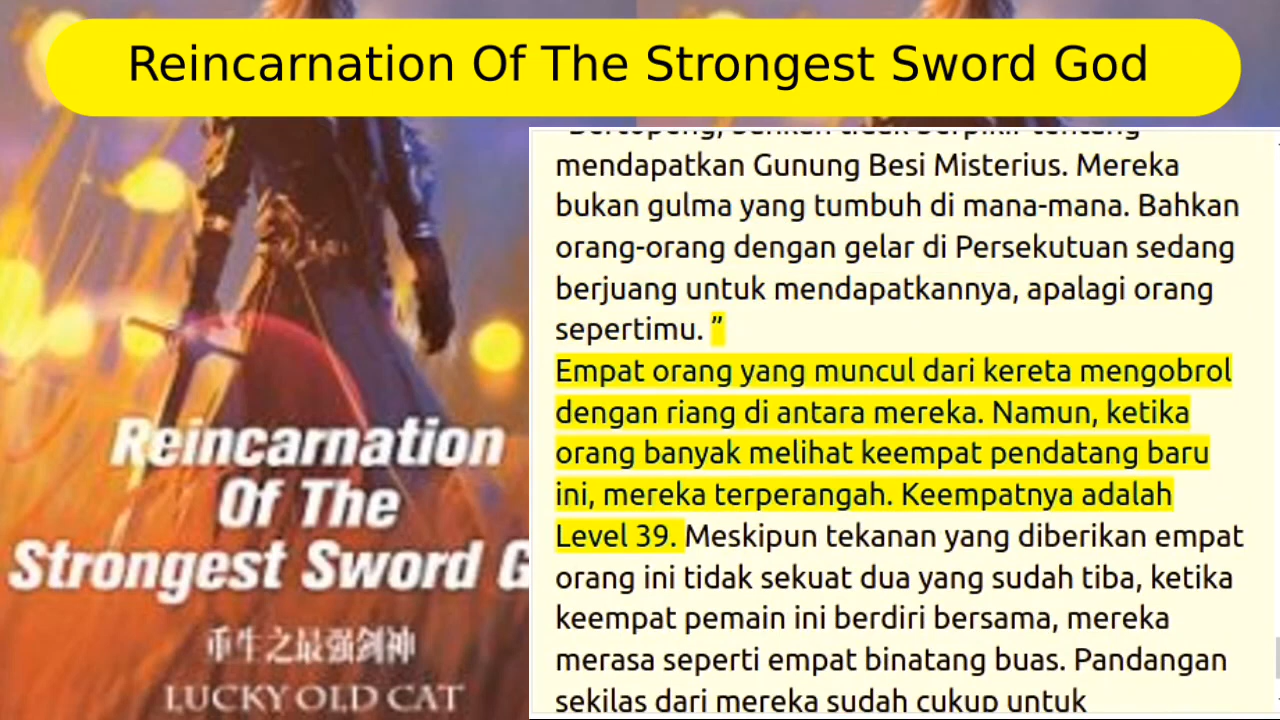 Reincarnation Of The Strongest Sword God
mendapatkan Gunung Besi Misterius. Mereka
bukan gulma yang tumbuh di mana-mana. Bahkan
orang-orang dengan gelar di Persekutuan sedang
berjuang untuk mendapatkannya, apalagi orang
sepertimu. ”
Empat orang yang muncul dari kereta mengobrol
dengan riang di antara mereka. Namun, ketika
orang banyak melihat keempat pendatang baru
ini, mereka terperangah. Keempatnya adalah
Level 39. Meskipun tekanan yang diberikan empat
orang ini tidak sekuat dua yang sudah tiba, ketika
keempat pemain ini berdiri bersama, mereka
merasa seperti empat binatang buas. Pandangan
sekilas dari mereka sudah cukup untuk
Reincarnation
Of The
Strongest Sword G
重生之最强剑神
LUCKY OLD CAT